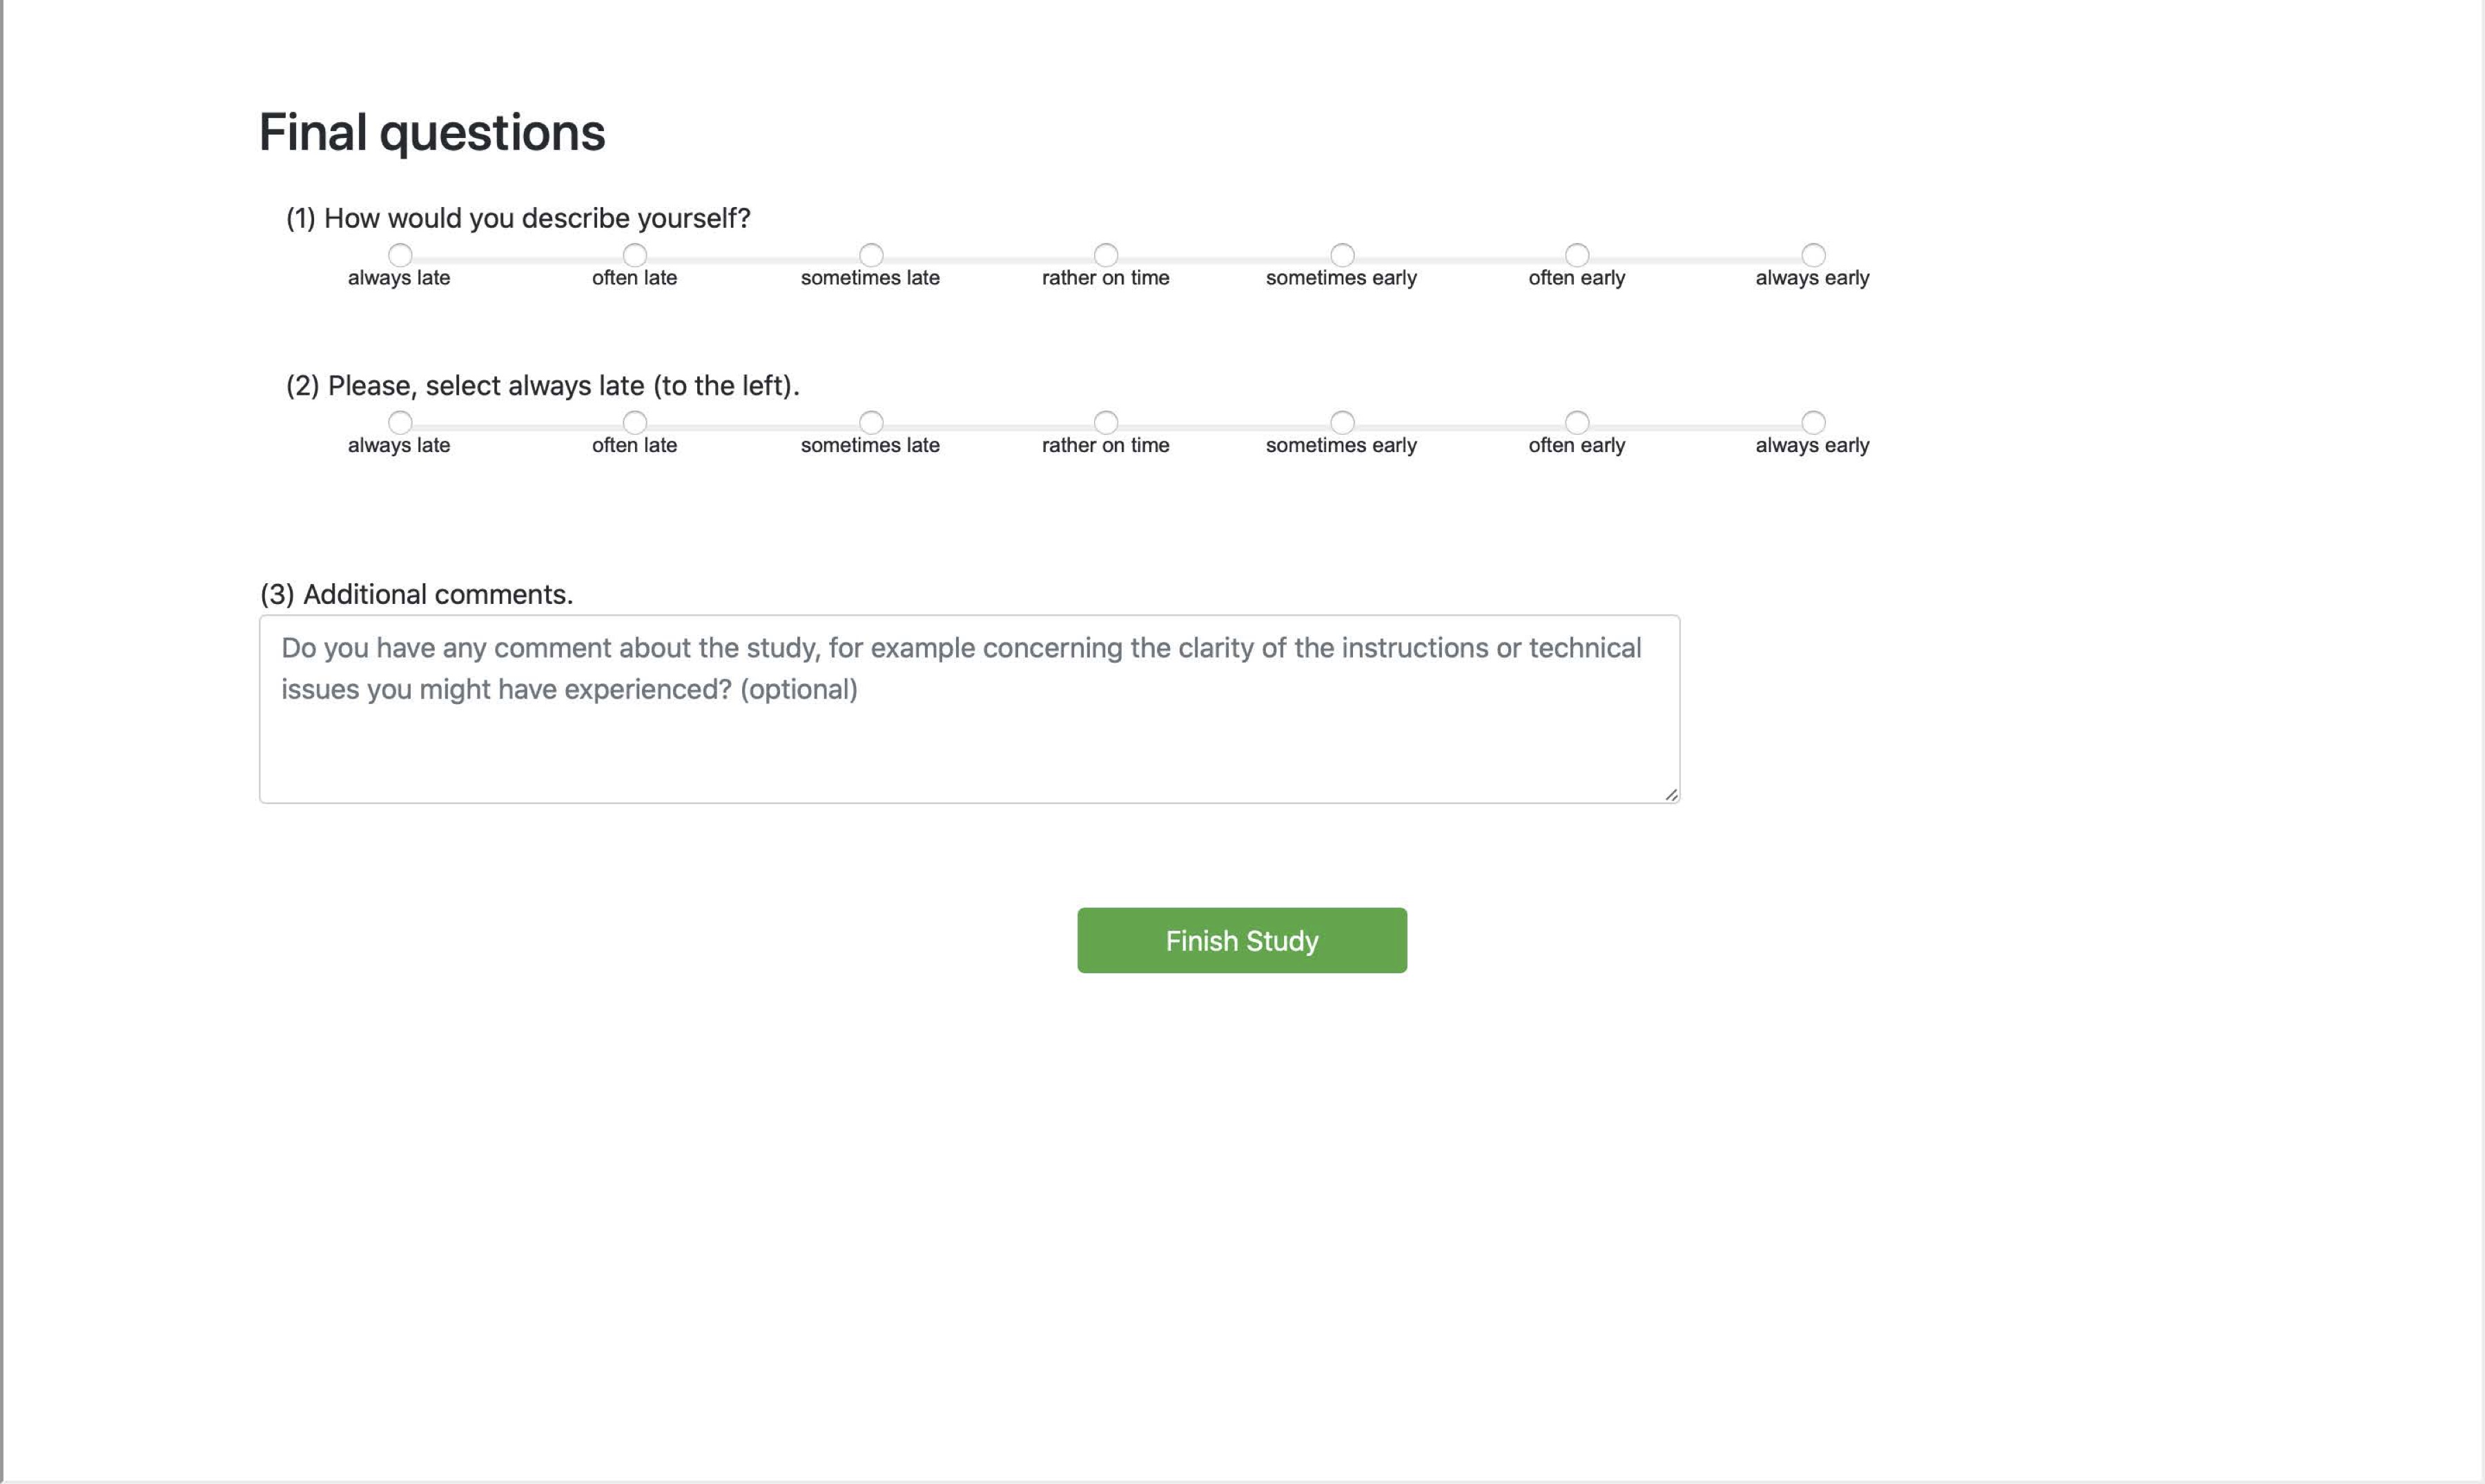 Final questions
(1) How would you describe yourself?
always late often late sometimes late rather on time sometimes early often early always early
(2) Please, select always late (to the left).
always late often late sometimes late rather on time sometimes early often early always early
(3) Additional comments.
Do you have any comment about the study, for example concerning the clarity of the instructions or technical
issues you might have experienced? (optional)
Finish Study